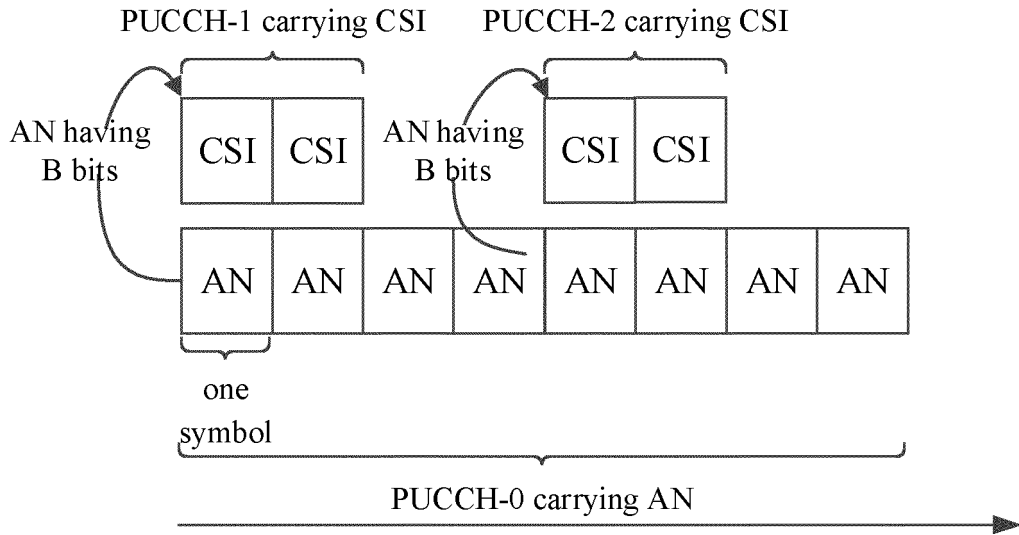 PUCCH-1 carrying CSI
PUCCH-2 carrying CSI
AN having
B bits
CSI
CSI
AN having
B bits
CSI
CSI
AN
AN
AN
AN
AN
AN
AN
AN
one
symbol
PUCCH-0 carrying AN